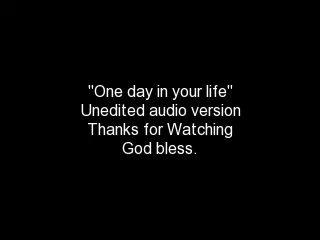 "One day in your life"
Unedited audio version
Thanks for Watching
God bless.